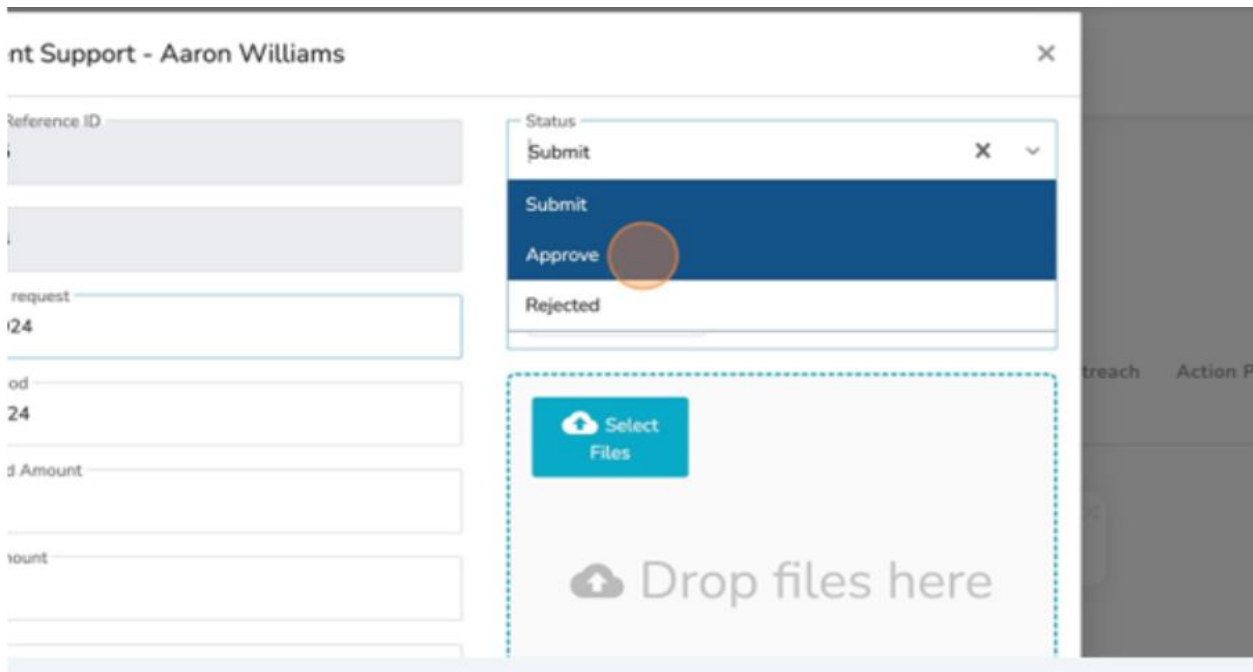 nt Support - Aaron Williams
Reference ID
Status
Submit
Submit
Approve
request
024
Rejected
od
24
treach Action P
Select
Files
d Amount
nount
Drop files here